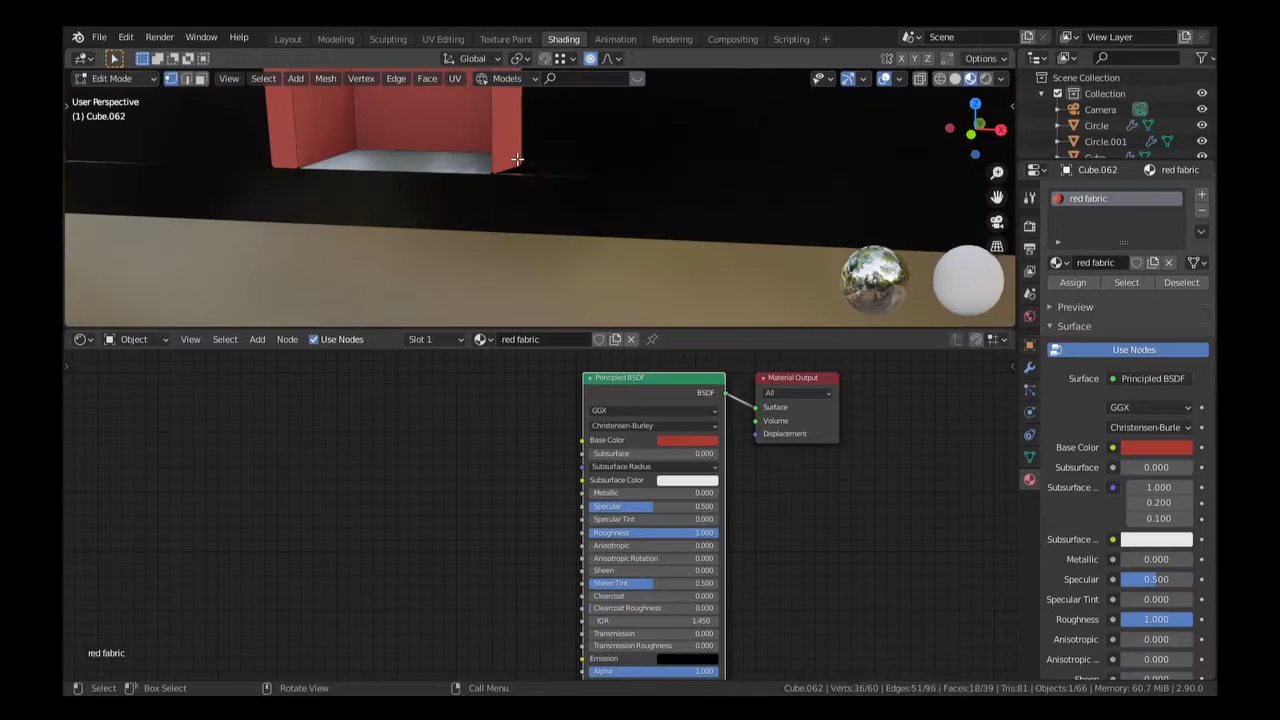 File Edit Render Window Help Layout Modeling Sculpting UV Editing Texture Paint Shading Animation Rendering Compositing Scripting + Scene View Layer
Global X Y Z Options
Edit Mode View Select Add Mesh Vertex Edge Face UV Models
User Perspective
(1) Cube.062
Scene Collection
Collection
Camera
Circle
Circle.001
Cube.062 red fabric
red fabric
red fabric
Assign Select Deselect
Preview
Surface
Use Nodes
Surface Principled BSDF
GGX
Christensen-Burle
Base Color
Subsurface 0.000
Subsurface ... 1.000
0.200
0.100
Subsurface ...
Metallic 0.000
Specular 0.500
Specular Tint 0.000
Roughness 1.000
Anisotropic 0.000
Anisotropic ... 0.000
Z X
Object View Select Add Node Use Nodes Slot 1 red fabric
Principled BSDF
BSDF
GGX
Christensen-Burley
Base Color
Subsurface 0.000
Subsurface Radius
Subsurface Color
Metallic 0.000
Specular 0.500
Specular Tint 0.000
Roughness 1.000
Anisotropic 0.000
Anisotropic Rotation 0.000
Sheen 0.000
Sheen Tint 0.500
Clearcoat 0.000
Clearcoat Roughness 0.030
IOR 1.450
Transmission 0.000
Transmission Roughness 0.000
Emission
Alpha 1.000
Material Output
All
Surface
Volume
Displacement
red fabric
Select Box Select Rotate View Call Menu Cube.062 | Verts:36/60 | Edges:51/96 | Faces:18/39 | Tris:81 | Objects:1/66 | Memory: 60.7 MiB | 2.90.0